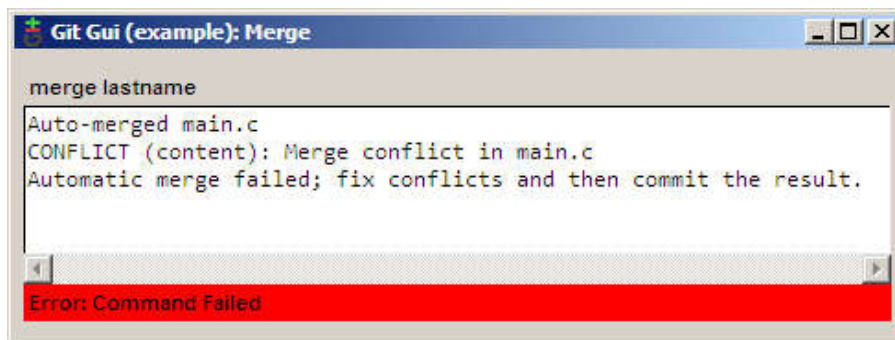 Git Gui (example): Merge
merge lastname
Auto-merged main.c
CONFLICT (content): Merge conflict in main.c
Automatic merge failed; fix conflicts and then commit the result.
Error: Command Failed